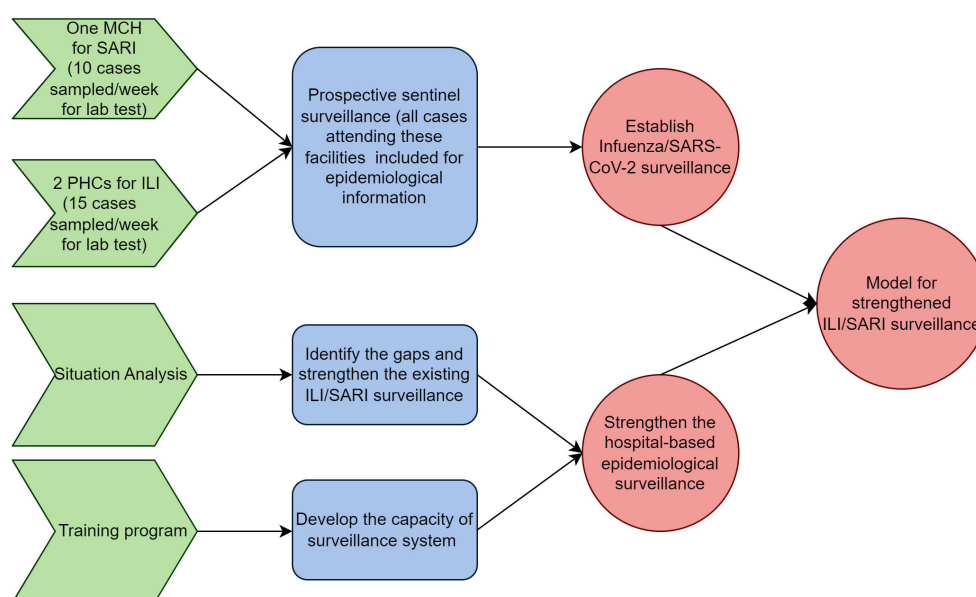 One MCH
for SARI
(10 cases
sampled/week
for lab test)
2 PHCs for ILI
(15 cases
sampled/week
for lab test)
Prospective sentinel
surveillance (all cases
attending these
facilities included for
epidemiological
information
Establish
Infuenza/SARS-
CoV-2 surveillance
Situation Analysis
Identify the gaps and
strengthen the existing
ILI/SARI surveillance
Training program
Develop the capacity of
surveillance system
Strengthen the
hospital-based
epidemiological
surveillance
Model for
strengthened
ILI/SARI surveillance